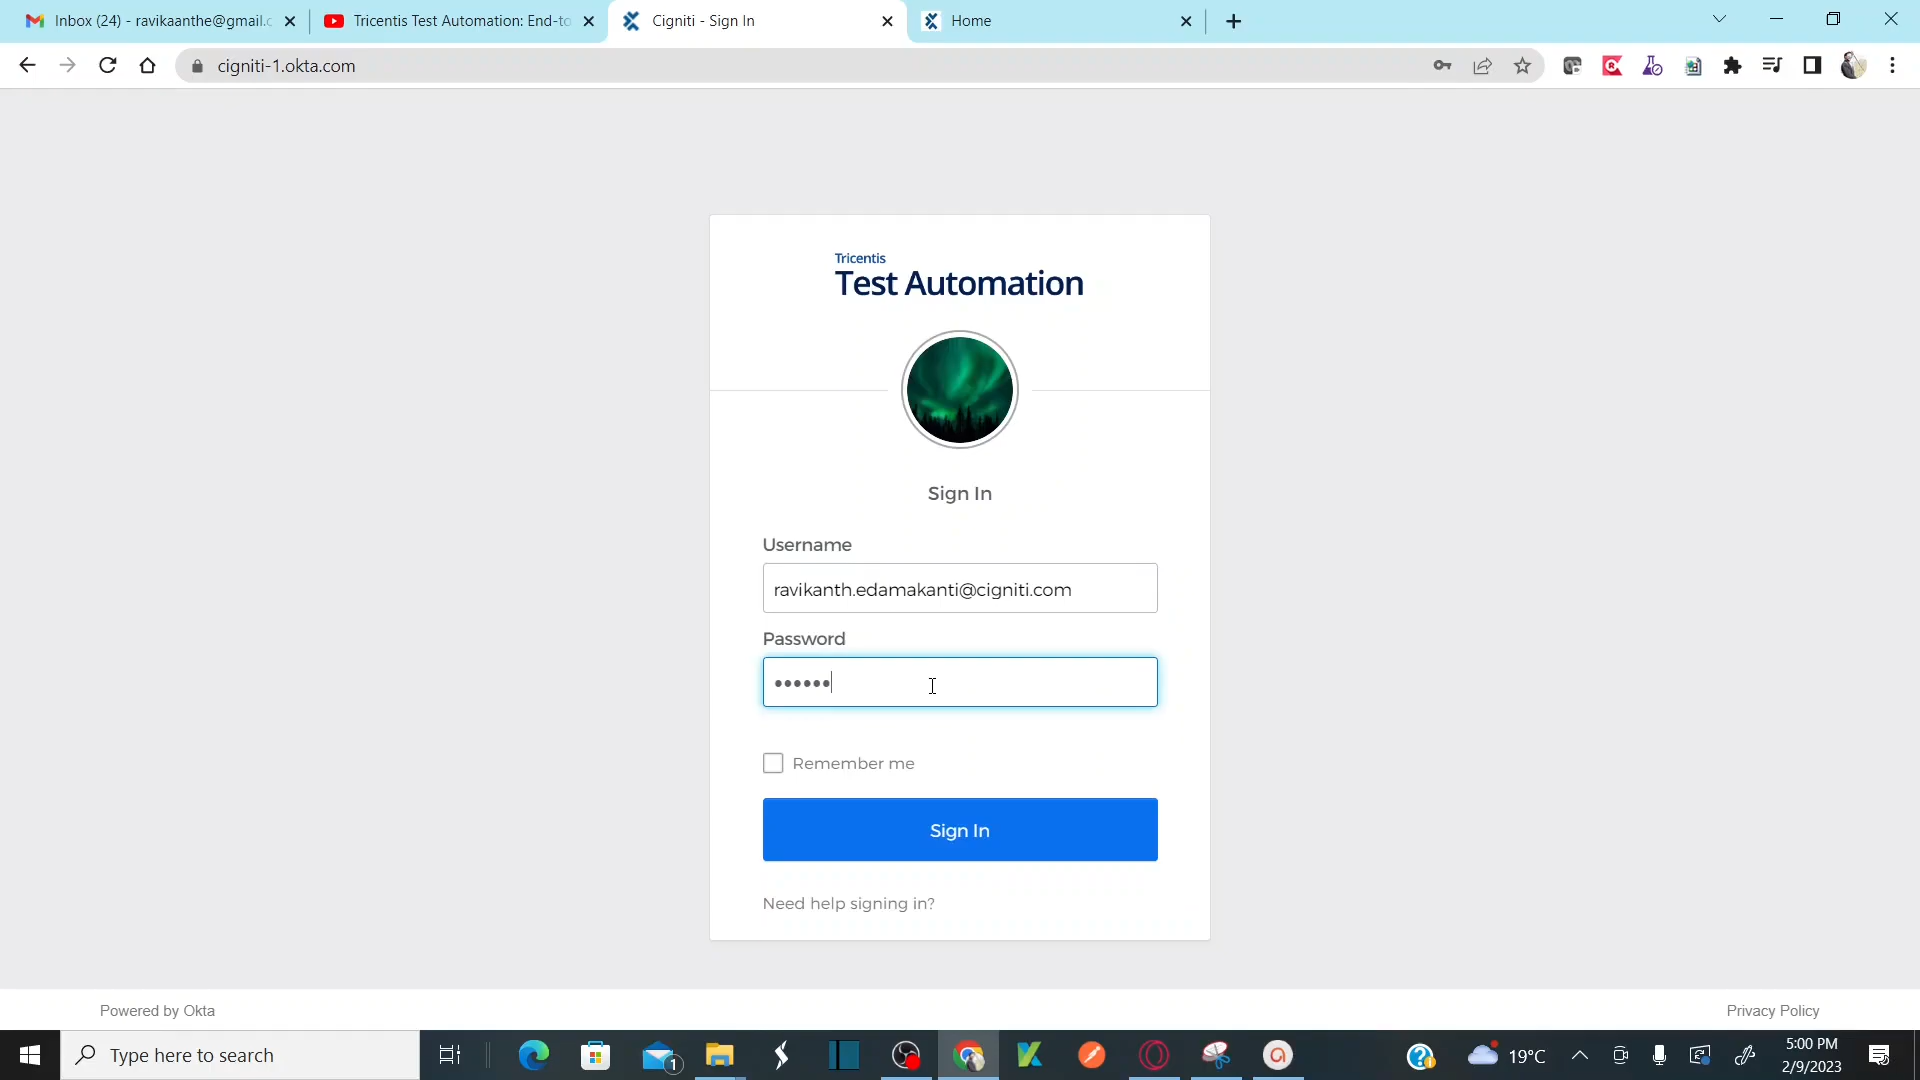 Inbox (24) - ravikaanthe@gmail.c
Tricentis Test Automation: End-to
Cigniti - Sign In
Home
cigniti-1.okta.com
Tricentis
Test Automation
Sign In
Username
ravikanth.edamakanti@cigniti.com
Password
••••••
Remember me
Sign In
Need help signing in?
Powered by Okta
Privacy Policy
Type here to search
1
19°C
5:00 PM
2/9/2023